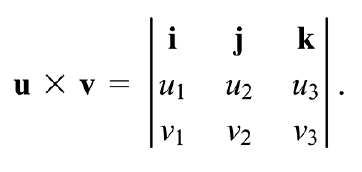 i j k
u × v = | u₁ u₂ u₃ | .
v₁ v₂ v₃